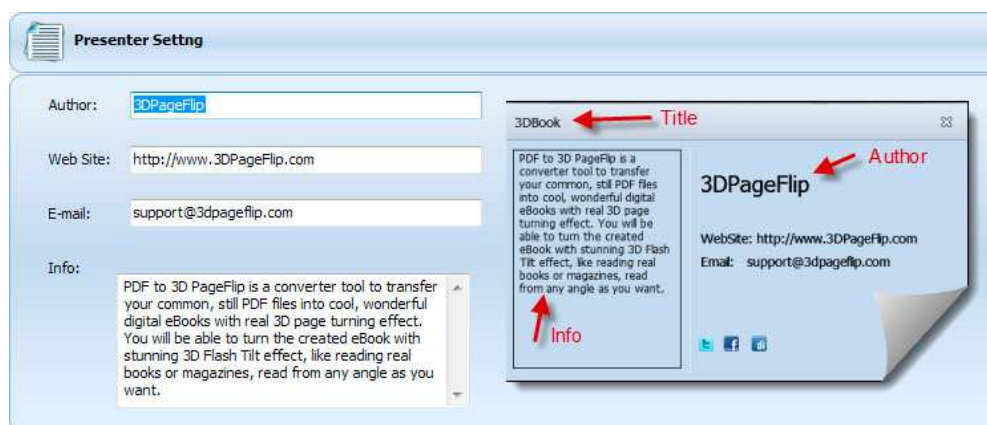 Presenter Settng
Author:
3DPageFlip
Web Site:
http://www.3DPageFlip.com
E-mail:
support@3dpageflip.com
Info:
PDF to 3D PageFlip is a converter tool to transfer
your common, still PDF files into cool, wonderful
digital eBooks with real 3D page turning effect.
You will be able to turn the created eBook with
stunning 3D Flash Tilt effect, like reading real
books or magazines, read from any angle as you
want.
3DBook
Title
PDF to 3D PageFlip is a
converter tool to transfer
your common, still PDF files
into cool, wonderful digital
eBooks with real 3D page
turning effect. You will be
able to turn the created
eBook with stunning 3D Flash
Tilt effect, like reading real
books or magazines, read
from any angle as you want.
Info
Author
3DPageFlip
WebSite: http://www.3DPageFlip.com
Email: support@3dpageflip.com